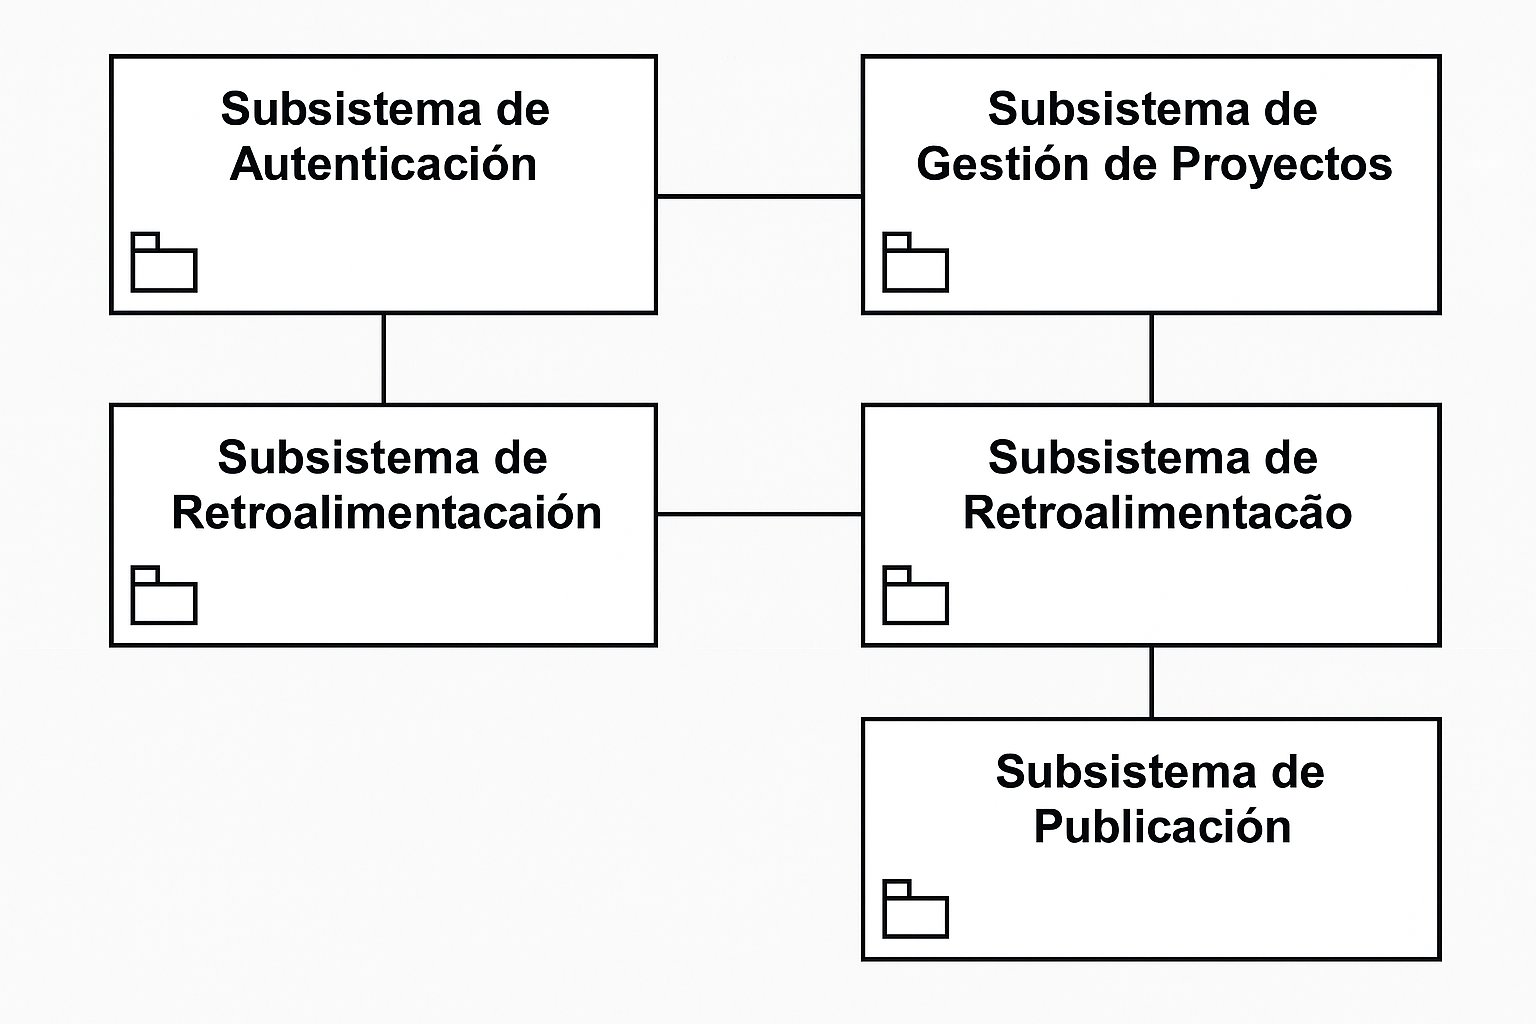 Subsistema de
Autenticación
Subsistema de
Gestión de Proyectos
Subsistema de
Retroalimentacaión
Subsistema de
Retroalimentacão
Subsistema de
Publicación